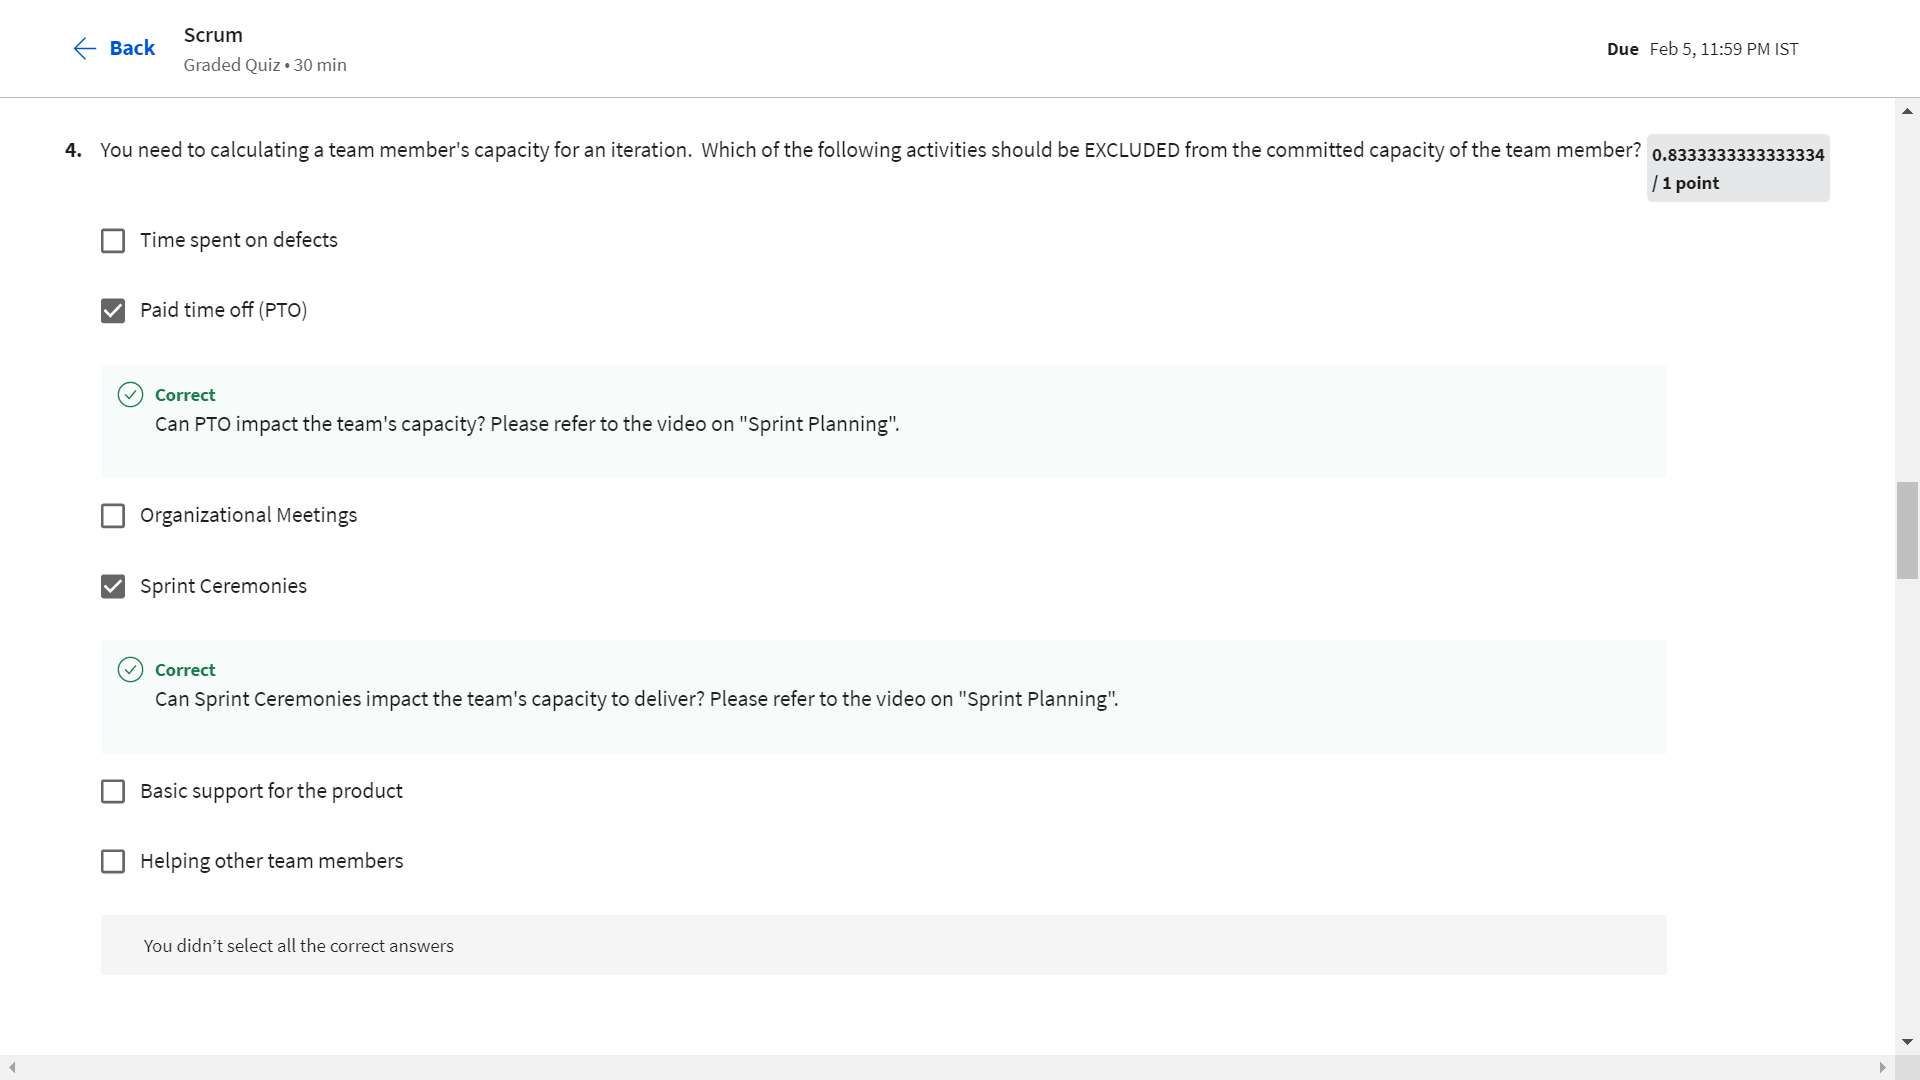 Back
Scrum
Graded Quiz • 30 min
Due Feb 5, 11:59 PM IST
4. You need to calculating a team member's capacity for an iteration. Which of the following activities should be EXCLUDED from the committed capacity of the team member?
0.8333333333333334
/ 1 point
Time spent on defects
Paid time off (PTO)
Correct
Can PTO impact the team's capacity? Please refer to the video on "Sprint Planning".
Organizational Meetings
Sprint Ceremonies
Correct
Can Sprint Ceremonies impact the team's capacity to deliver? Please refer to the video on "Sprint Planning".
Basic support for the product
Helping other team members
You didn’t select all the correct answers